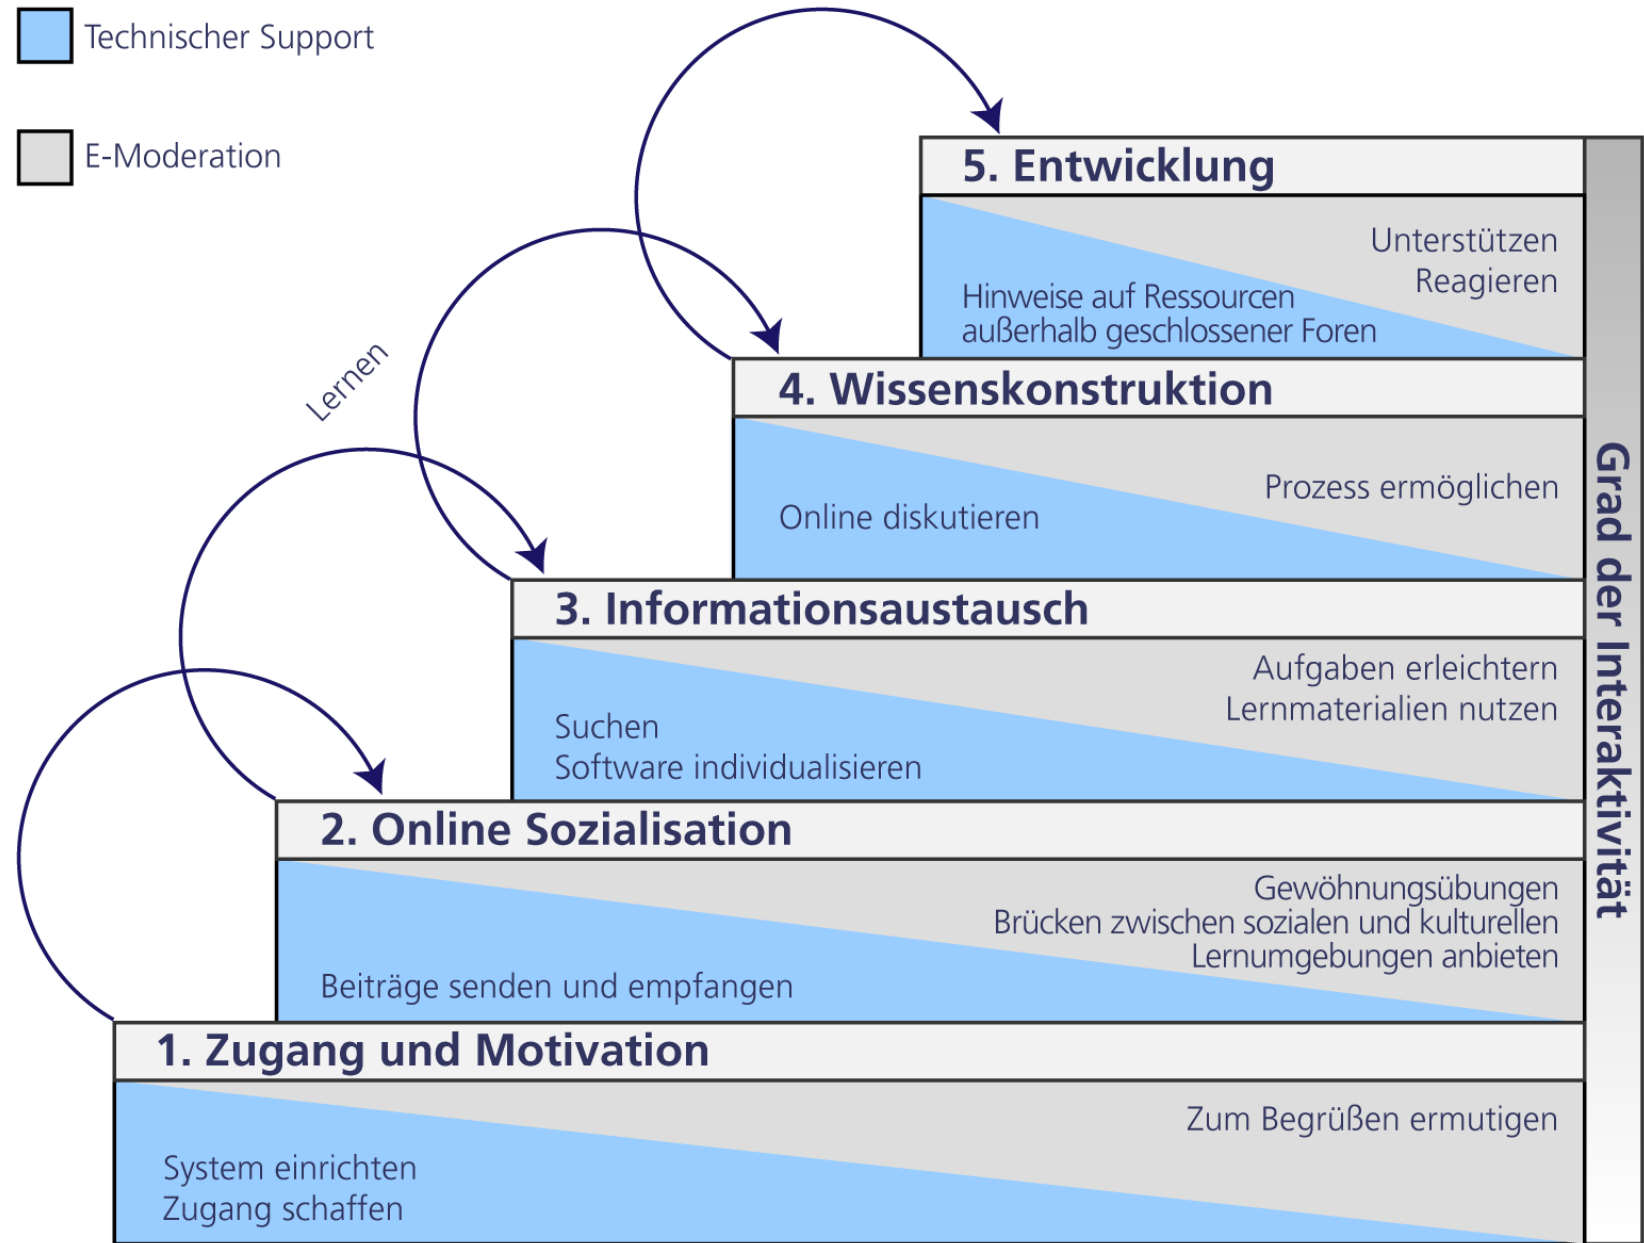 Technischer Support
E-Moderation
Lernen
5. Entwicklung
Unterstützen
Reagieren
Hinweise auf Ressourcen
außerhalb geschlossener Foren
4. Wissenskonstruktion
Prozess ermöglichen
Online diskutieren
3. Informationsaustausch
Aufgaben erleichtern
Lernmaterialien nutzen
Suchen
Software individualisieren
2. Online Sozialisation
Gewöhnungsübungen
Brücken zwischen sozialen und kulturellen
Lernumgebungen anbieten
Beiträge senden und empfangen
1. Zugang und Motivation
Zum Begrüßen ermutigen
System einrichten
Zugang schaffen
Grad der Interaktivität